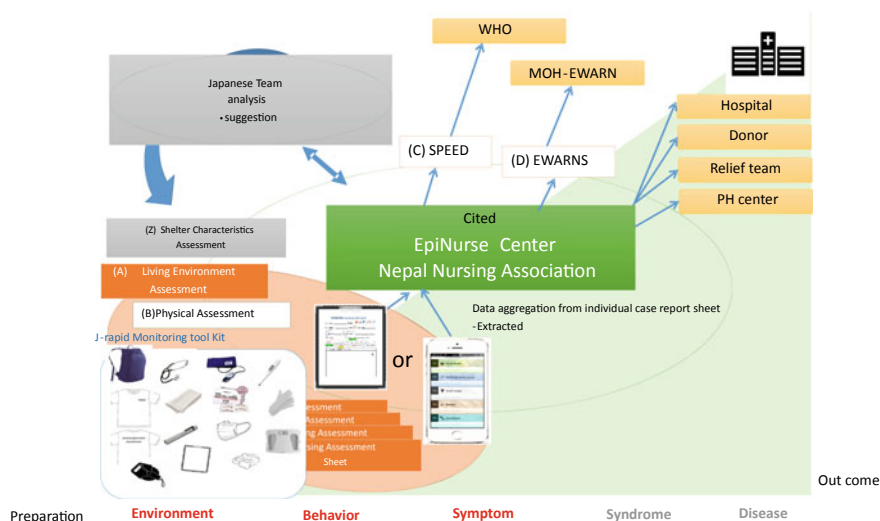 WHO
MOH-EWARN
Japanese Team
analysis
• suggestion
Hospital
Donor
Relief team
PH center
(C) SPEED
(D) EWARNS
(Z) Shelter Characteristics
Assessment
Cited
EpiNurse Center
Nepal Nursing Association
(A) Living Environment
Assessment
(B)Physical Assessment
Data aggregation from individual case report sheet
-Extracted
J-rapid Monitoring tool Kit
or
Assessment
Assessment
Assessment
Assessment
Sheet
Out come
Preparation
Environment
Behavior
Symptom
Syndrome
Disease